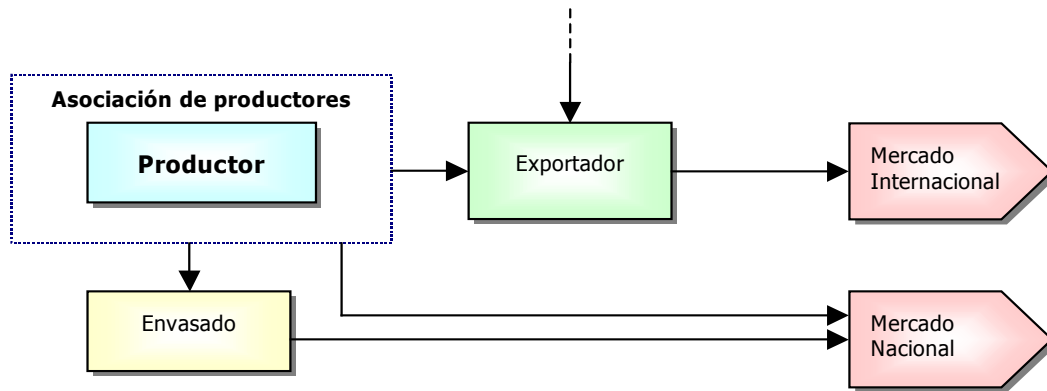 Asociación de productores
Productor
Exportador
Mercado
Internacional
Envasado
Mercado
Nacional